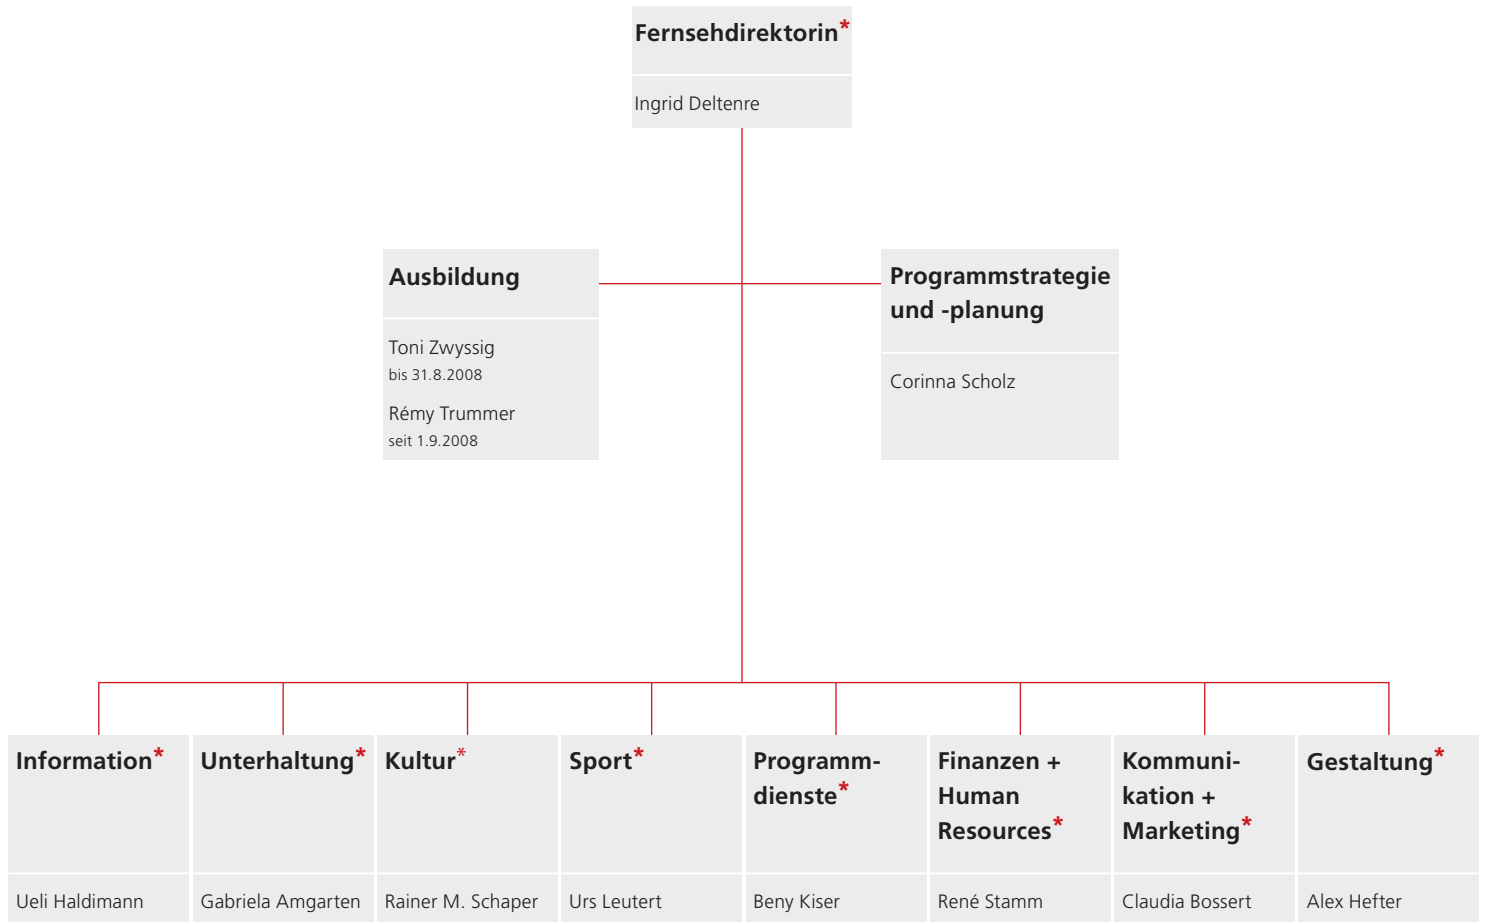 Fernsehdirektorin*
Ingrid Deltenre
Ausbildung
Toni Zwyssig
bis 31.8.2008
Rémy Trummer
seit 1.9.2008
Programmstrategie
und -planung
Corinna Scholz
Information*
Ueli Haldimann
Unterhaltung*
Gabriela Amgarten
Kultur*
Rainer M. Schaper
Sport*
Urs Leutert
Programm-
dienste*
Beny Kiser
Finanzen +
Human
Resources*
René Stamm
Kommuni-
kation +
Marketing*
Claudia Bossert
Gestaltung*
Alex Hefter